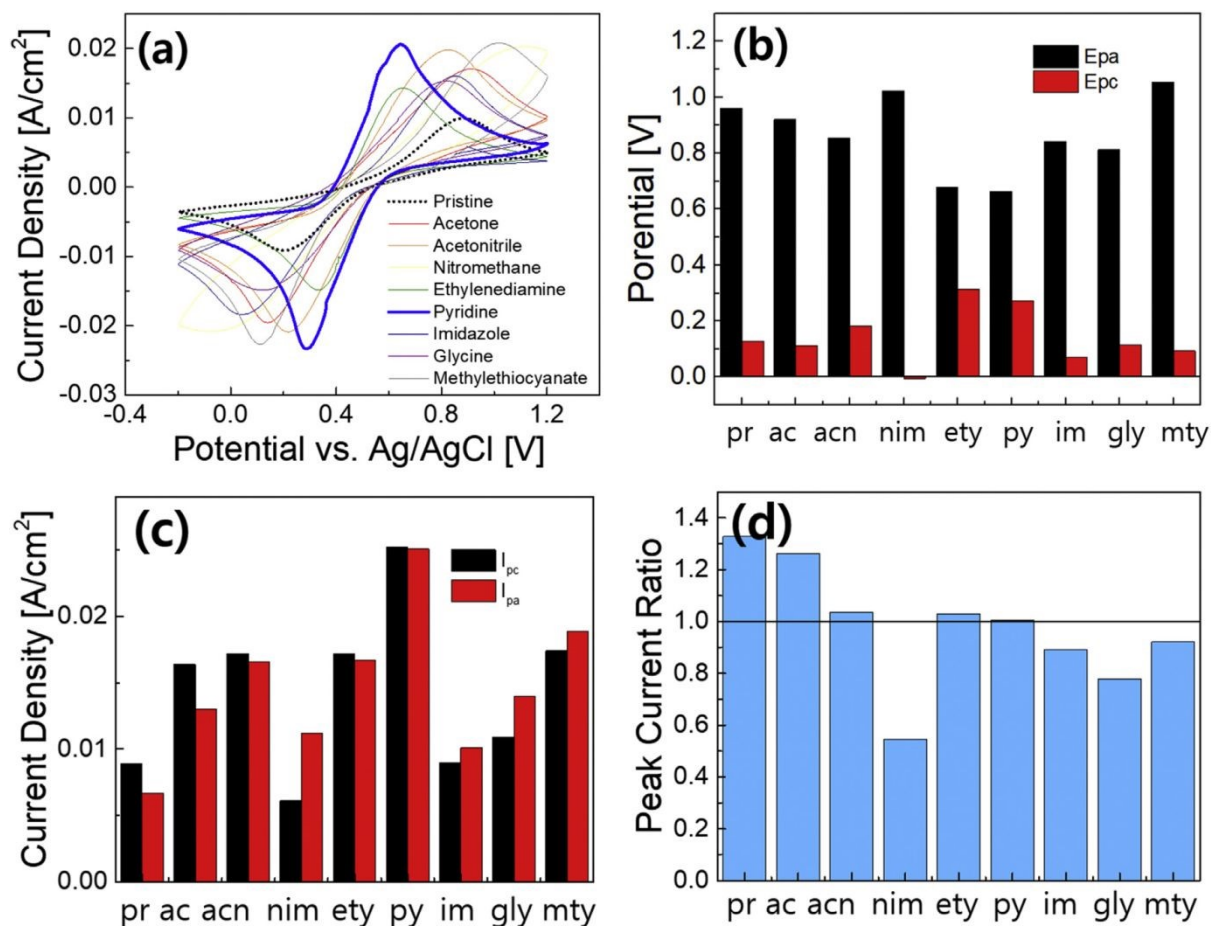 (a)
Current Density [A/cm²]
0.02
0.01
0.00
-0.01
-0.02
-0.03
-0.4
0.0
0.4
0.8
1.2
Potential vs. Ag/AgCl [V]
Pristine
Acetone
Acetonitrile
Nitromethane
Ethylenediamine
Pyridine
Imidazole
Glycine
Methylethiocyanate
(b)
Porential [V]
1.2
1.0
0.8
0.6
0.4
0.2
0.0
Epa
Epc
pr ac acn nim ety py im gly mty
(c)
Current Density [A/cm²]
0.02
0.01
0.00
Ipc
Ipa
pr ac acn nim ety py im gly mty
(d)
Peak Current Ratio
1.4
1.2
1.0
0.8
0.6
0.4
0.2
0.0
pr ac acn nim ety py im gly mty